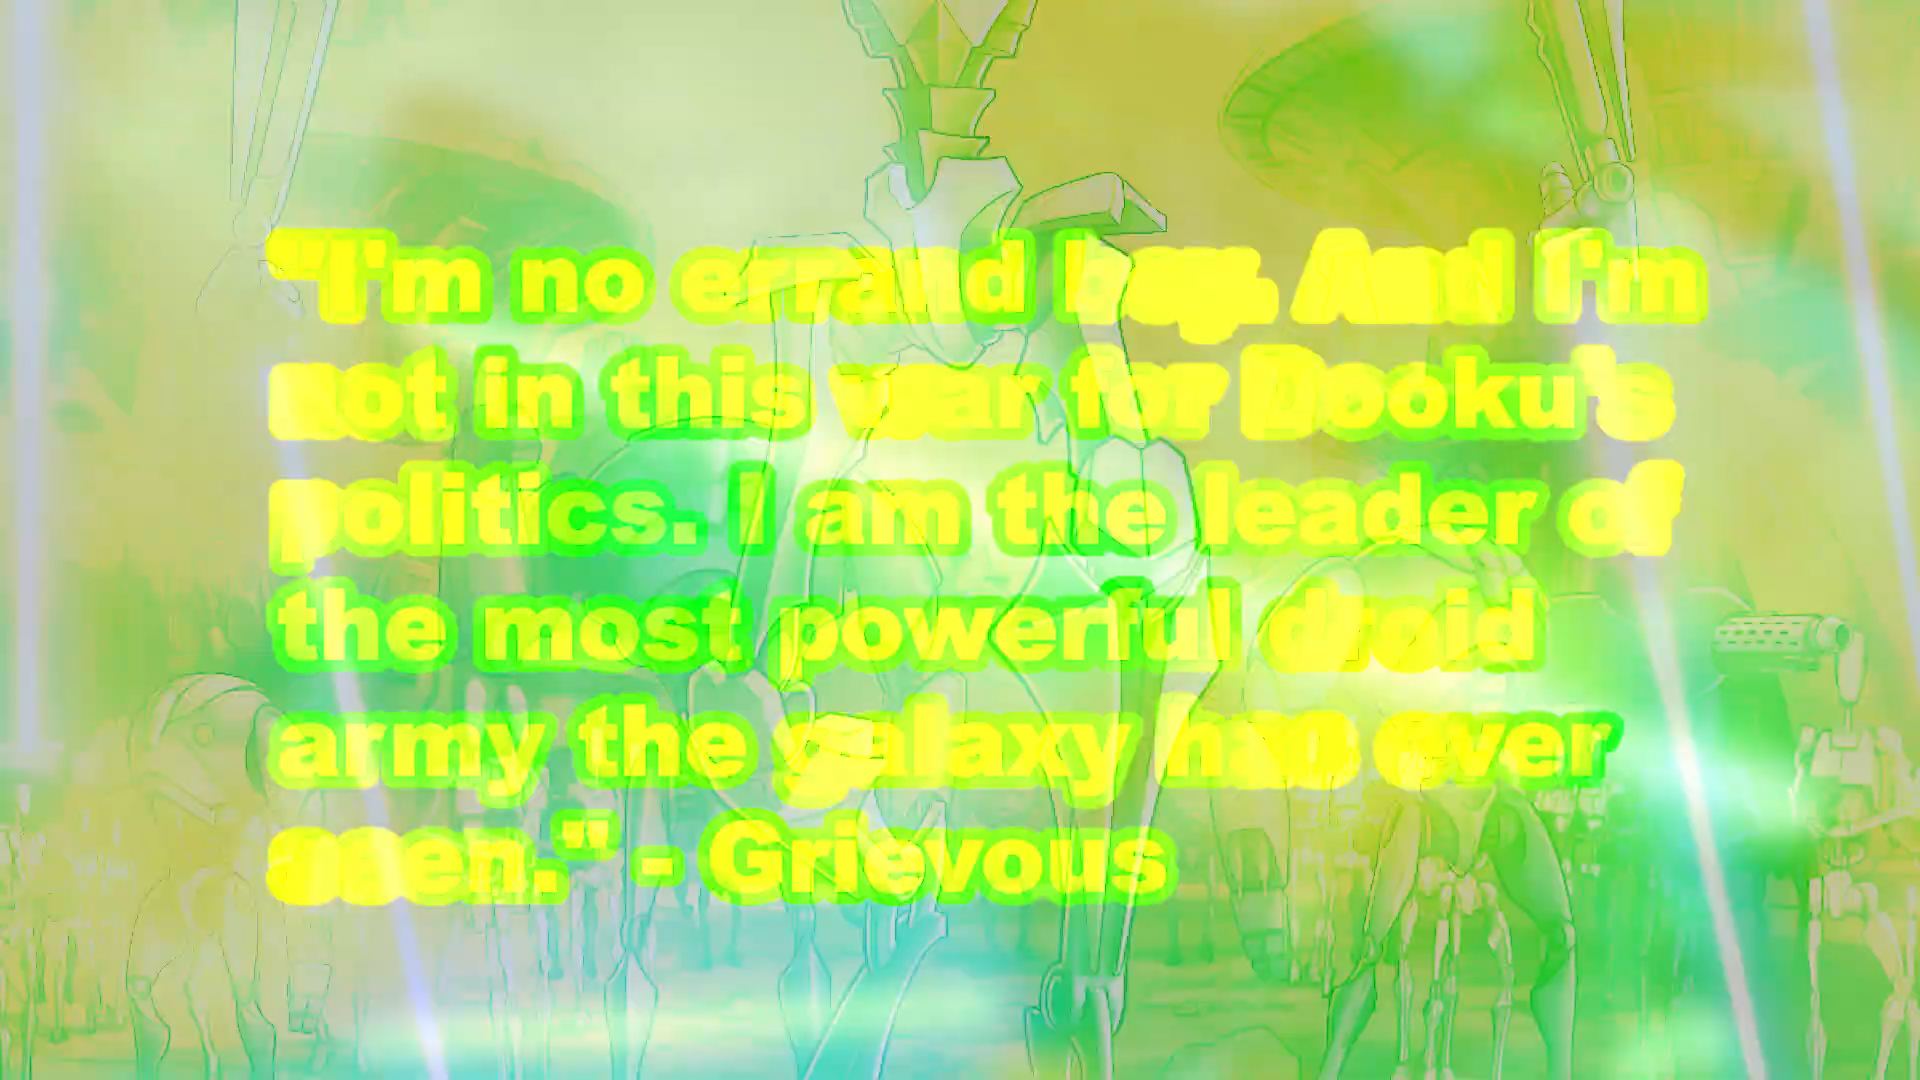 "I'm no errand boy. And I'm
not in this war for Dooku's
politics. I am the leader of
the most powerful droid
army the galaxy has ever
seen." - Grievous